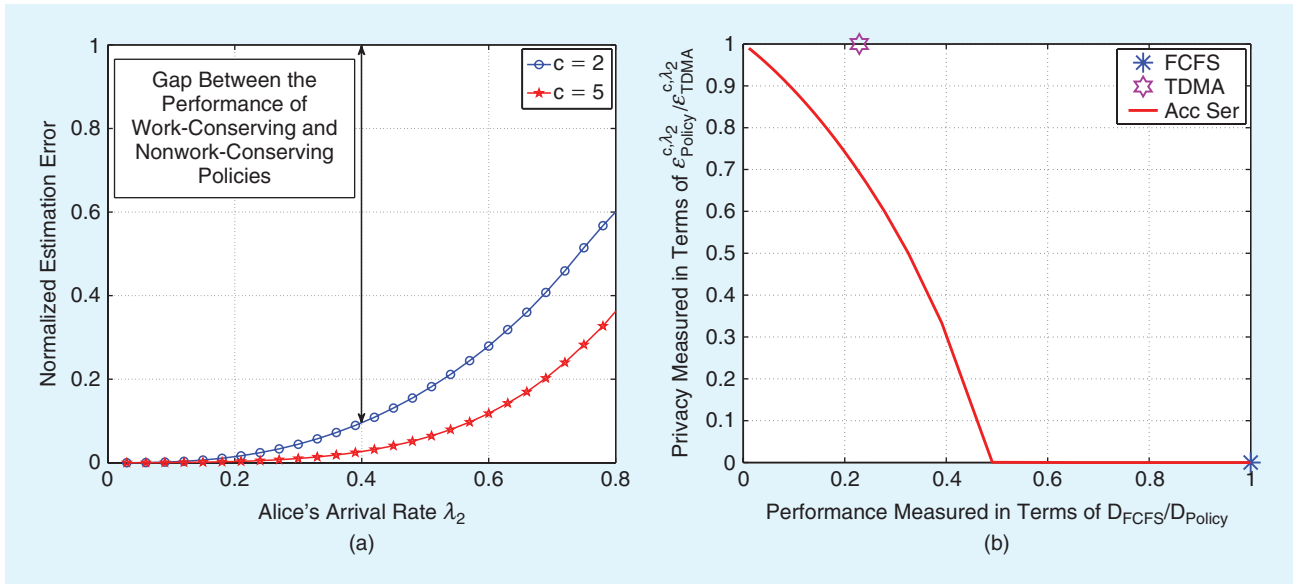 1
0.8
0.6
0.4
0.2
0
Normalized Estimation Error
Gap Between the
Performance of
Work-Conserving and
Nonwork-Conserving
Policies
c = 2
c = 5
0 0.2 0.4 0.6 0.8
Alice's Arrival Rate λ₂
(a)
1
0.9
0.8
0.7
0.6
0.5
0.4
0.3
0.2
0.1
0
Privacy Measured in Terms of ε^{c,λ₂}_{Policy}/ε^{c,λ₂}_{TDMA}
FCFS
TDMA
Acc Ser
0 0.2 0.4 0.6 0.8 1
Performance Measured in Terms of D_{FCFS}/D_{Policy}
(b)